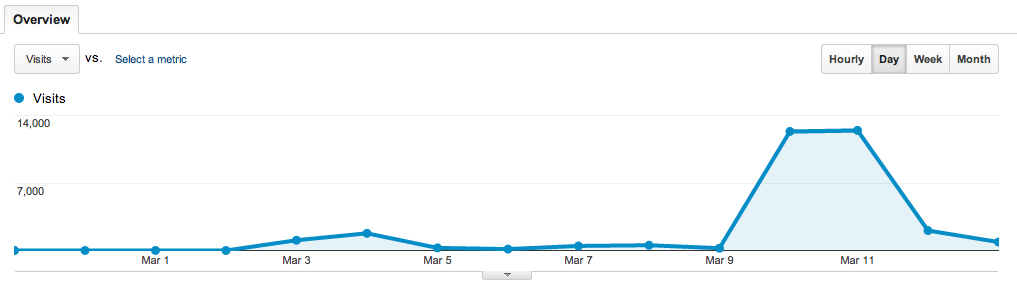 Overview
Visits vs. Select a metric Hourly Day Week Month
Visits
14,000
7,000
Mar 1 Mar 3 Mar 5 Mar 7 Mar 9 Mar 11